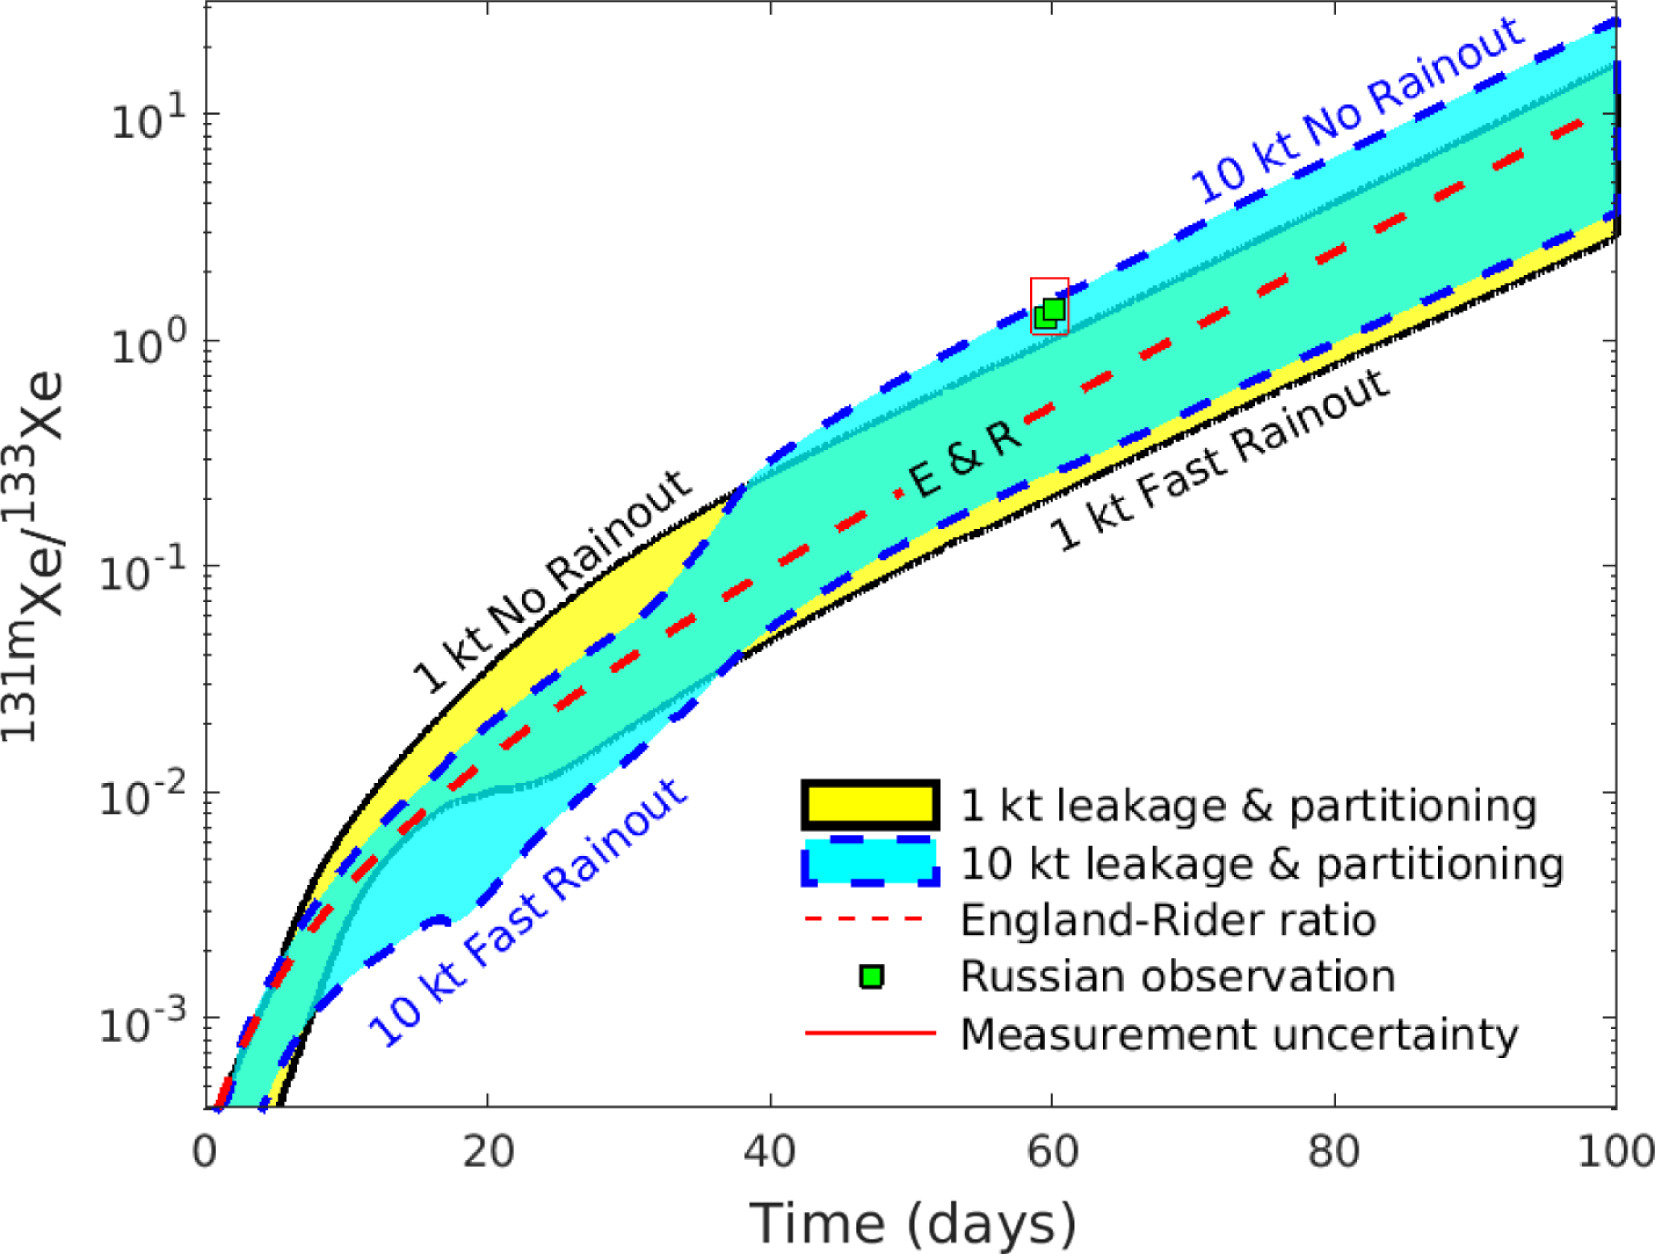 10¹
10⁰
10⁻¹
10⁻²
10⁻³
131mXe/133Xe
0
20
40
60
80
100
Time (days)
10 kt No Rainout
1 kt No Rainout
E & R
1 kt Fast Rainout
10 kt Fast Rainout
1 kt leakage & partitioning
10 kt leakage & partitioning
England-Rider ratio
Russian observation
Measurement uncertainty